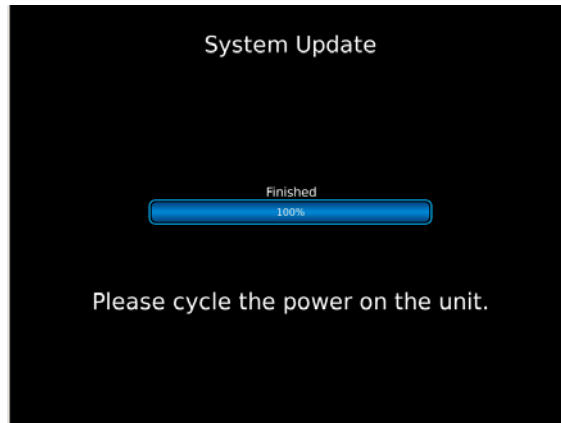 System Update
Finished
100%
Please cycle the power on the unit.